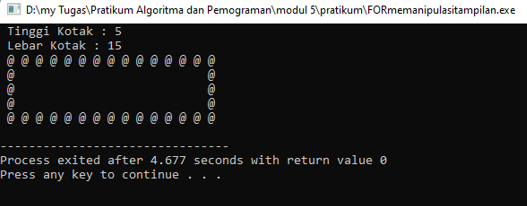 D:\my Tugas\Pratikum Algoritma dan Pemograman\modul 5\pratikum\FORmemanipulasitampilan.exe
Tinggi Kotak : 5
Lebar Kotak : 15
@ @ @ @ @ @ @ @ @ @ @ @ @ @ @
@                           @
@                           @
@                           @
@ @ @ @ @ @ @ @ @ @ @ @ @ @ @
--------------------------------
Process exited after 4.677 seconds with return value 0
Press any key to continue . . .